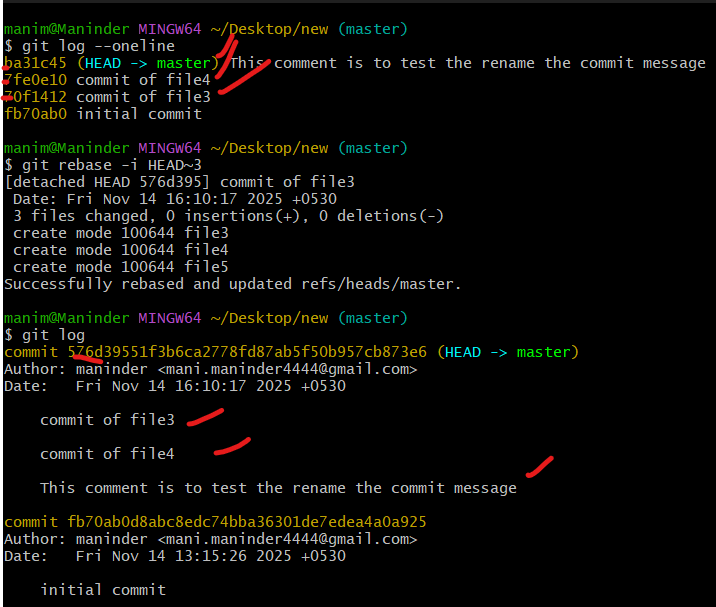 manim@Maninder MINGW64 ~/Desktop/new (master)
$ git log --oneline
ba31c45 (HEAD -> master) This comment is to test the rename the commit message
7fe0e10 commit of file4
70f1412 commit of file3
fb70ab0 initial commit
manim@Maninder MINGW64 ~/Desktop/new (master)
$ git rebase -i HEAD~3
[detached HEAD 576d395] commit of file3
Date: Fri Nov 14 16:10:17 2025 +0530
3 files changed, 0 insertions(+), 0 deletions(-)
create mode 100644 file3
create mode 100644 file4
create mode 100644 file5
Successfully rebased and updated refs/heads/master.
manim@Maninder MINGW64 ~/Desktop/new (master)
$ git log
commit 576d39551f3b6ca2778fd87ab5f50b957cb873e6 (HEAD -> master)
Author: maninder <mani.maninder4444@gmail.com>
Date:   Fri Nov 14 16:10:17 2025 +0530
commit of file3
commit of file4
This comment is to test the rename the commit message
commit fb70ab0d8abc8edc74bba36301de7edea4a0a925
Author: maninder <mani.maninder4444@gmail.com>
Date:   Fri Nov 14 13:15:26 2025 +0530
initial commit